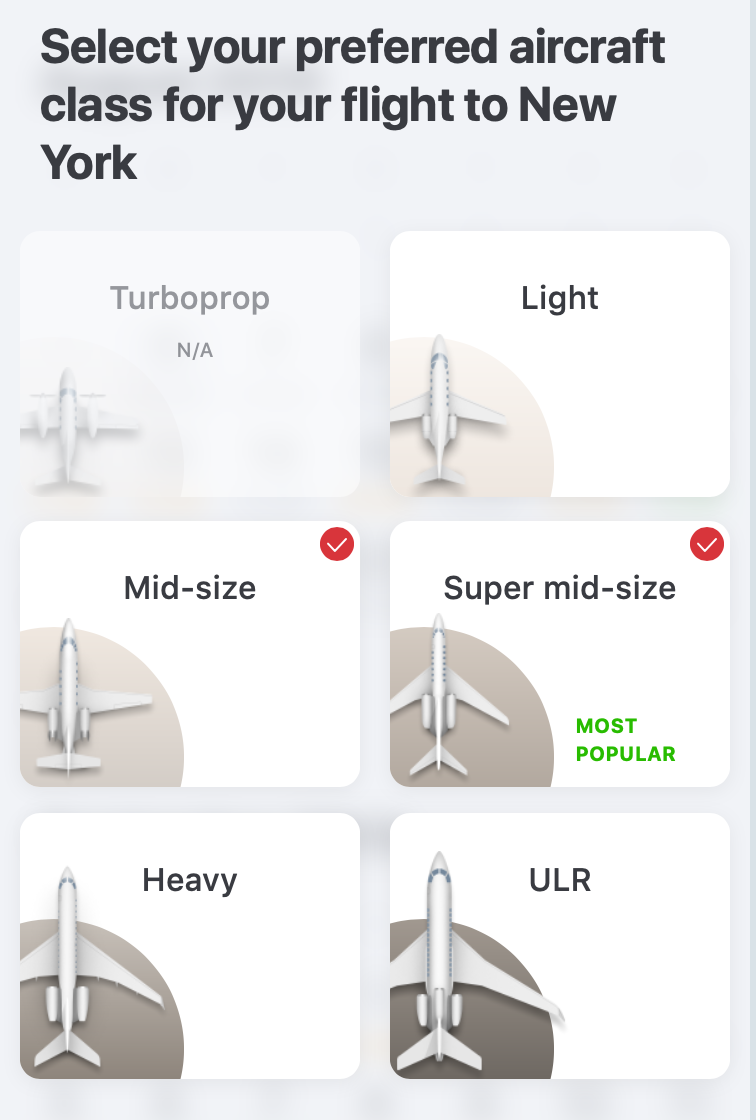 Select your preferred aircraft
class for your flight to New
York
Turboprop
N/A
Light
Mid-size
Super mid-size
MOST
POPULAR
Heavy
ULR